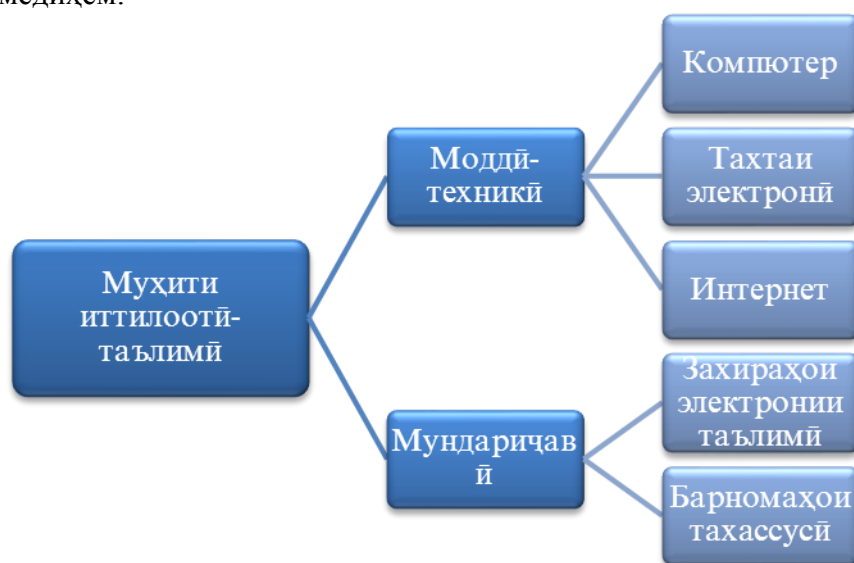 медиҳем.
Компютер
Моддӣ-
техникӣ
Тахтаи
электронӣ
Муҳити
иттилоотӣ-
таълимӣ
Интернет
Мундариҷав
ӣ
Захираҳои
электронии
таълимӣ
Барномаҳои
тахассусӣ